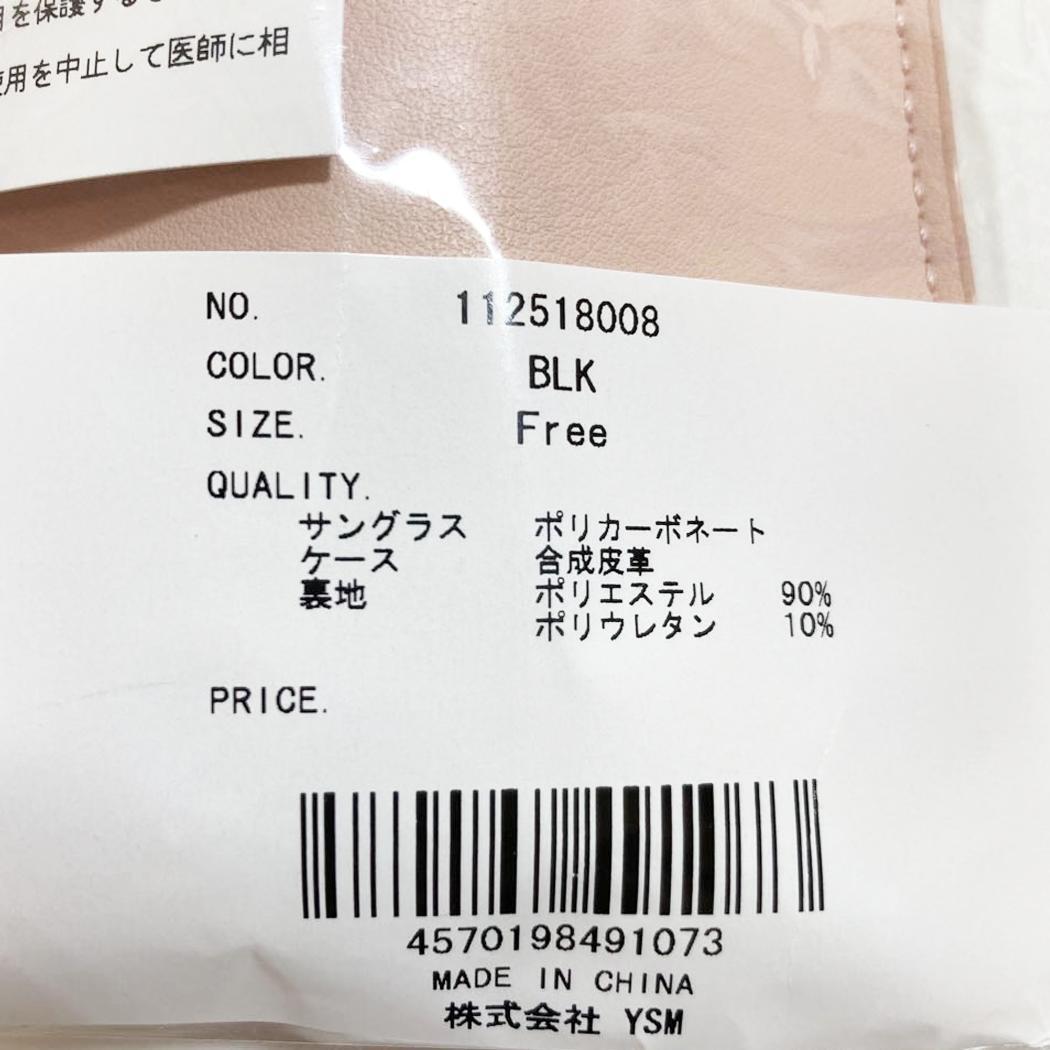 を保護する
使用を中止して医師に相
NO. 112518008
COLOR. BLK
SIZE. Free
QUALITY.
サングラス ポリカーボネート
ケース 合成皮革
裏地 ポリエステル 90%
ポリウレタン 10%
PRICE.
4570198491073
MADE IN CHINA
株式会社 YSM